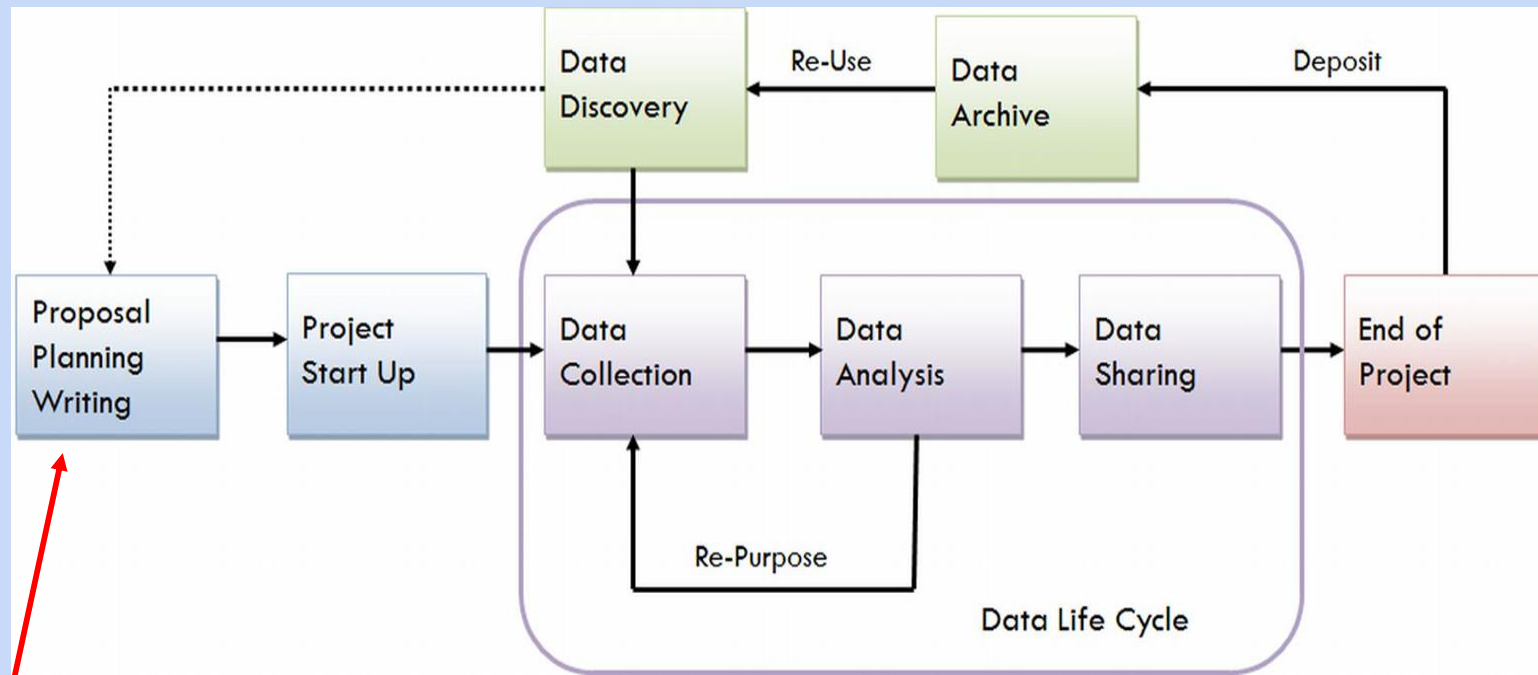 Data
Discovery
Re-Use
Data
Archive
Deposit
Proposal
Planning
Writing
Project
Start Up
Data
Collection
Data
Analysis
Data
Sharing
End of
Project
Re-Purpose
Data Life Cycle